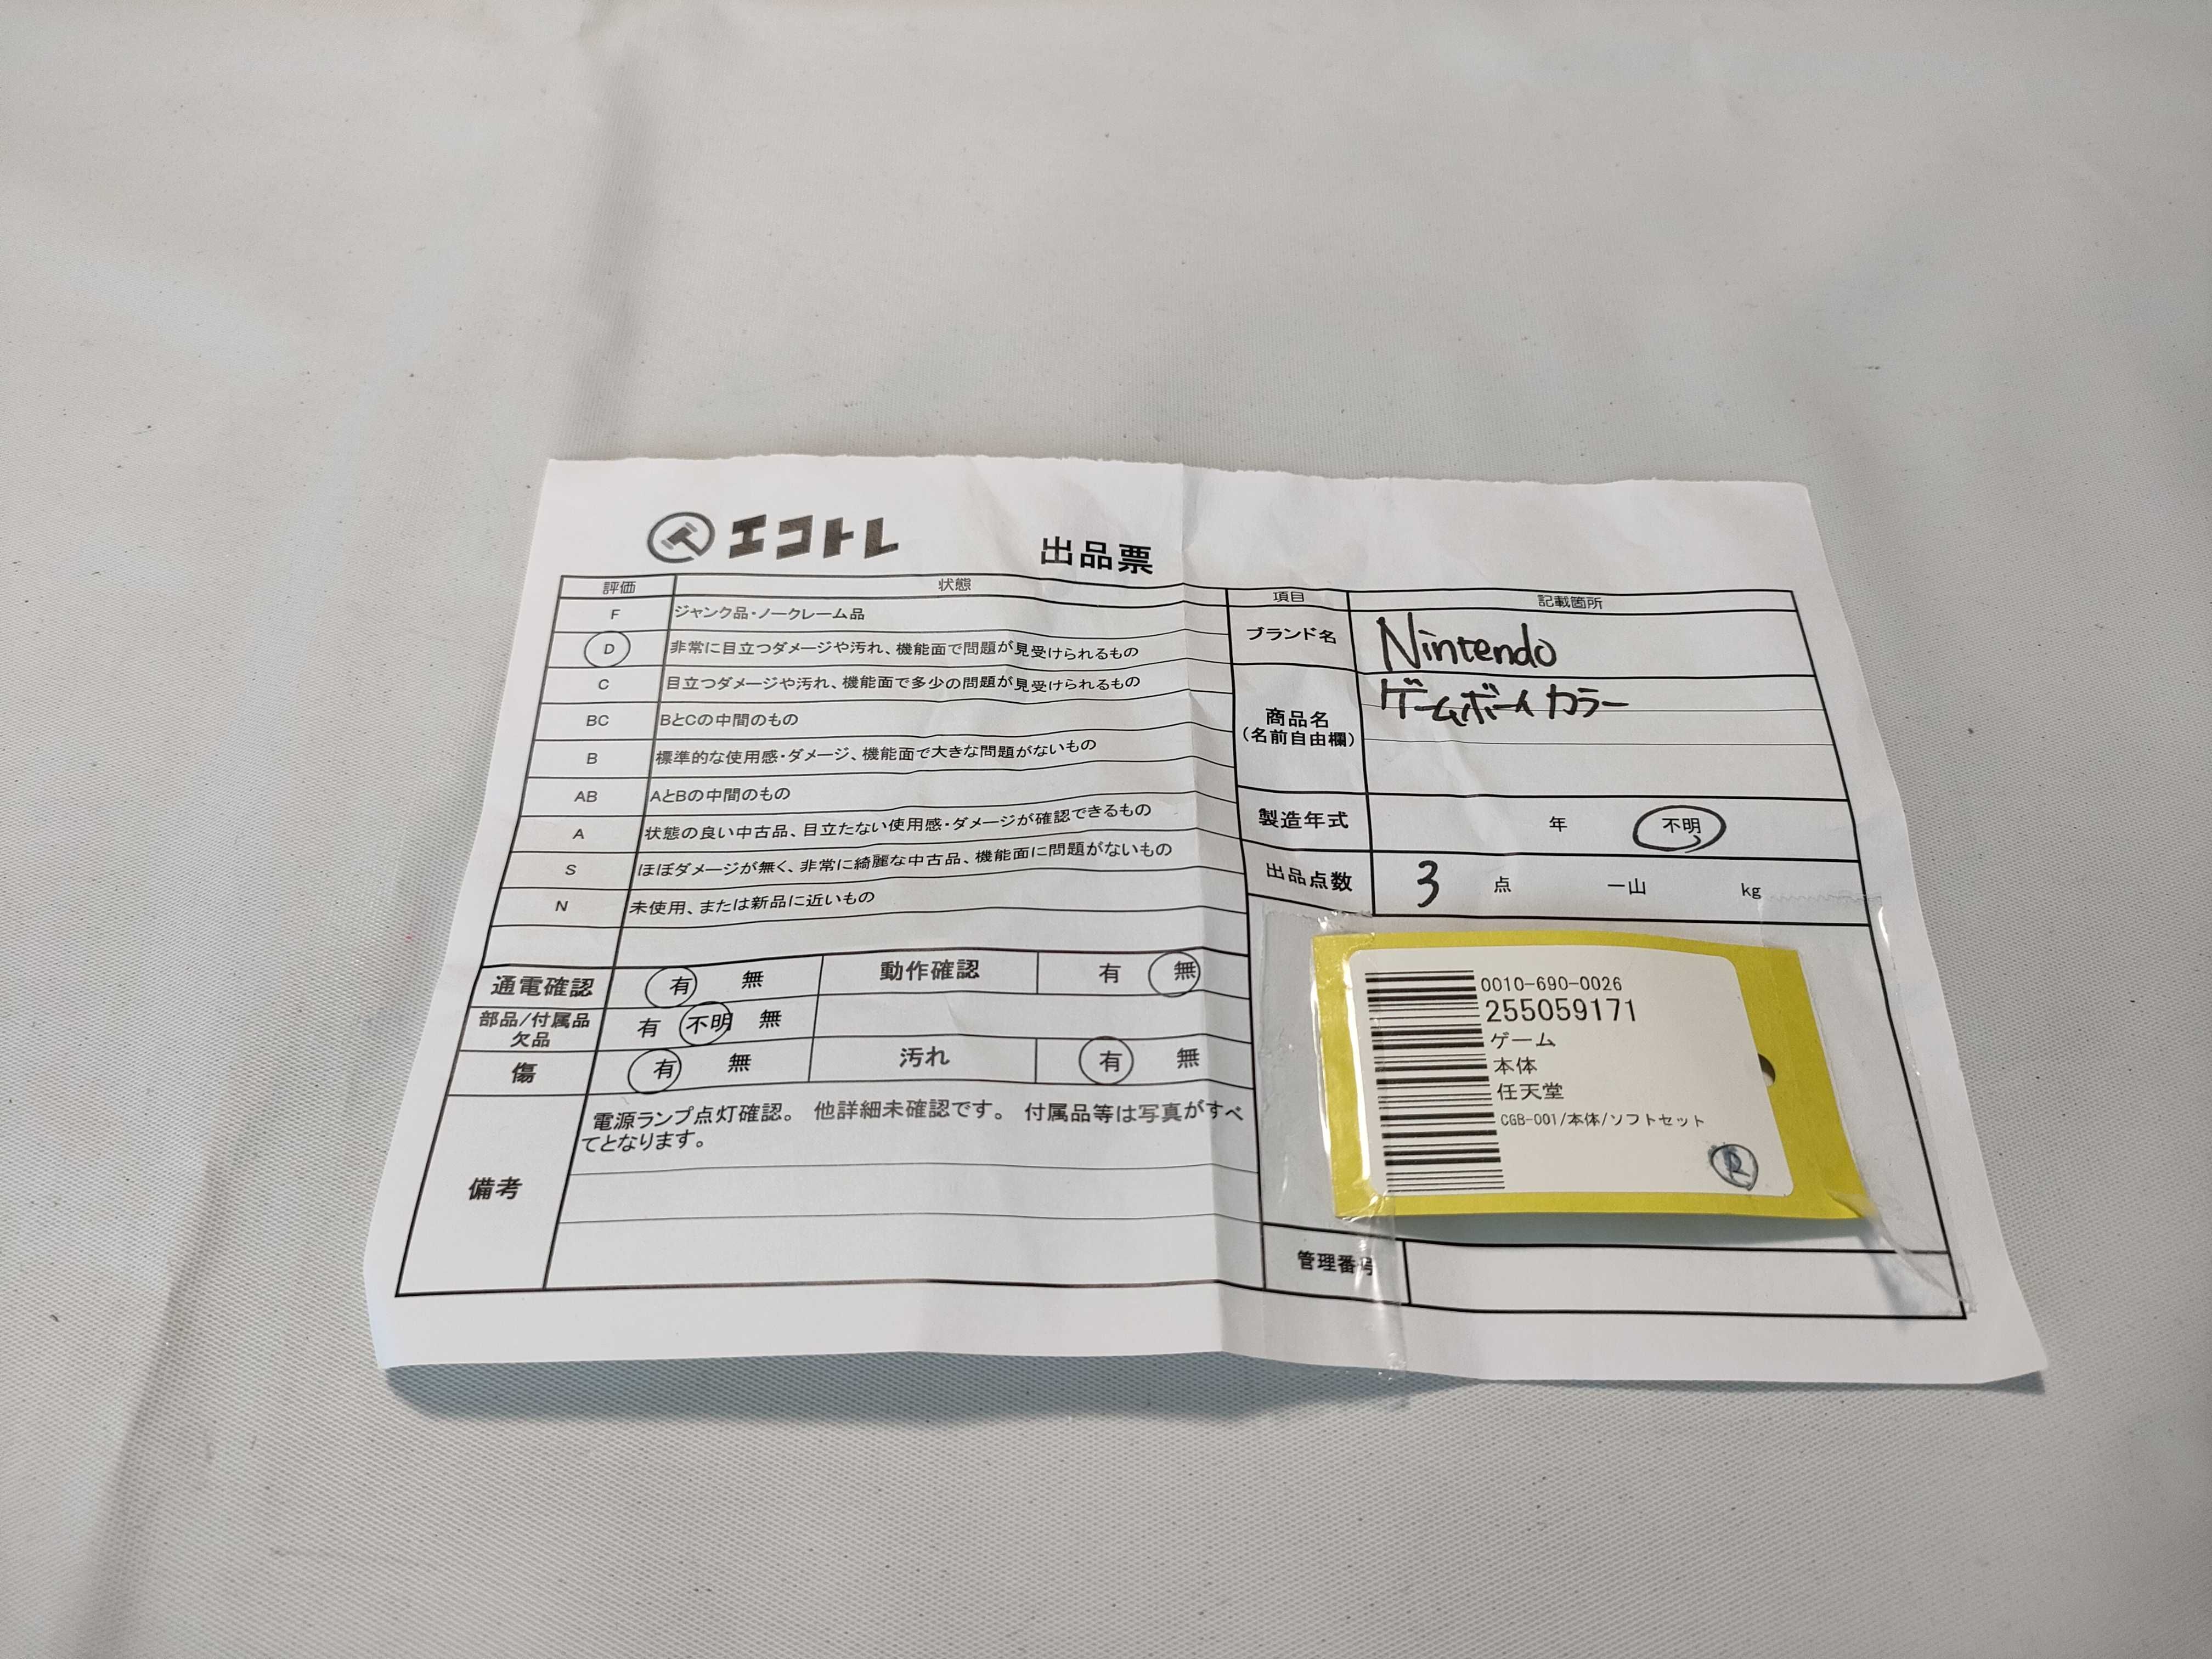 エコトレ
出品票
評価 状態
F ジャンク品・ノークレーム品
D 非常に目立つダメージや汚れ、機能面で問題が見受けられるもの
C 目立つダメージや汚れ、機能面で多少の問題が見受けられるもの
BC BとCの中間のもの
B 標準的な使用感・ダメージ、機能面で大きな問題がないもの
AB AとBの中間のもの
A 状態の良い中古品、目立たない使用感・ダメージが確認できるもの
S ほぼダメージが無く、非常に綺麗な中古品、機能面に問題がないもの
N 未使用、または新品に近いもの
通電確認 有 無 動作確認 有 無
部品/付属品
欠品
有 不明 無
傷 有 無 汚れ 有 無
備考
電源ランプ点灯確認。 他詳細未確認です。 付属品等は写真がすべ
てとなります。
項目 記載箇所
ブランド名 Nintendo
商品名
(名前自由欄)
ゲームボーイカラー
製造年式 年 不明
出品点数 3 点 一山 kg
0010-690-0026
255059171
ゲーム
本体
任天堂
CGB-001/本体/ソフトセット
R
管理番号